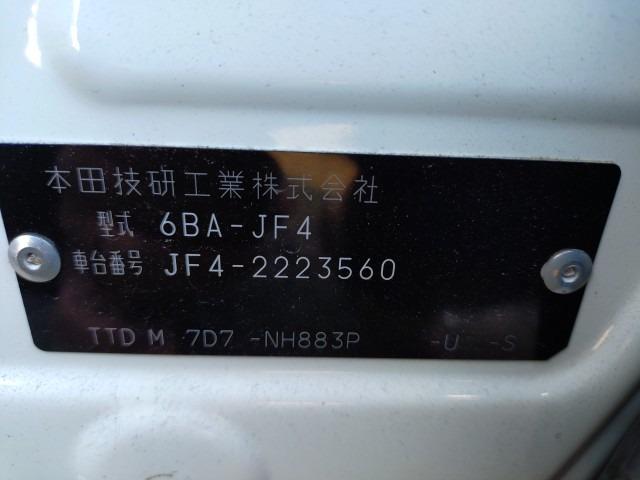 本田技研工業株式会社
型式 6BA-JF4
車台番号 JF4-2223560
TTD M 7D7 -NH883P -U -S